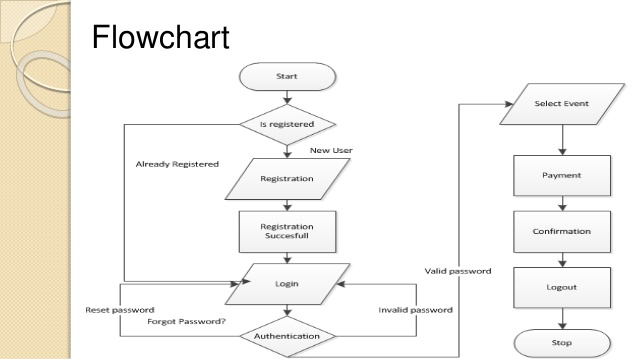 Flowchart
Start
Is registered
New User
Already Registered
Registration
Registration
Succesfull
Login
Reset password
Forgot Password?
Invalid password
Authentication
Valid password
Select Event
Payment
Confirmation
Logout
Stop